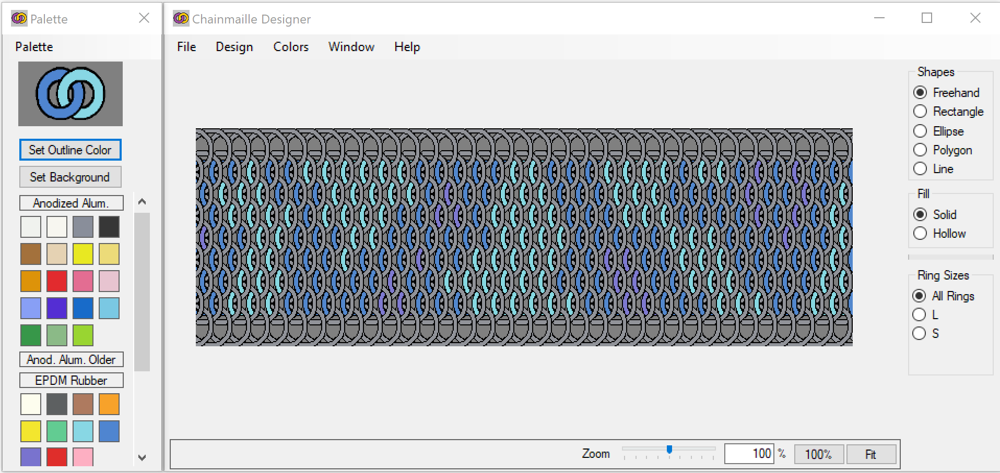 Palette
Palette
Set Outline Color
Set Background
Anodized Alum.
Anod. Alum. Older
EPDM Rubber
Chainmaille Designer
File Design Colors Window Help
Shapes
Freehand
Rectangle
Ellipse
Polygon
Line
Fill
Solid
Hollow
Ring Sizes
All Rings
L
S
Zoom 100 % 100% Fit